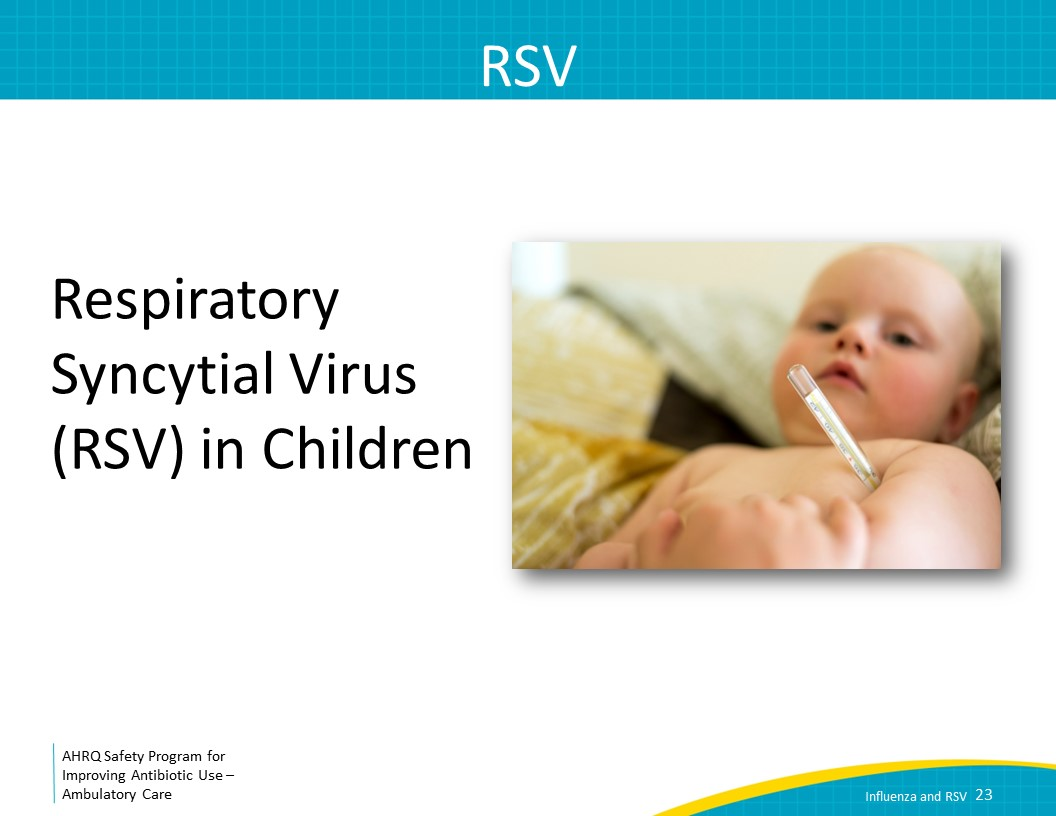 RSV
Respiratory
Syncytial Virus
(RSV) in Children
AHRQ Safety Program for
Improving Antibiotic Use –
Ambulatory Care
Influenza and RSV 23